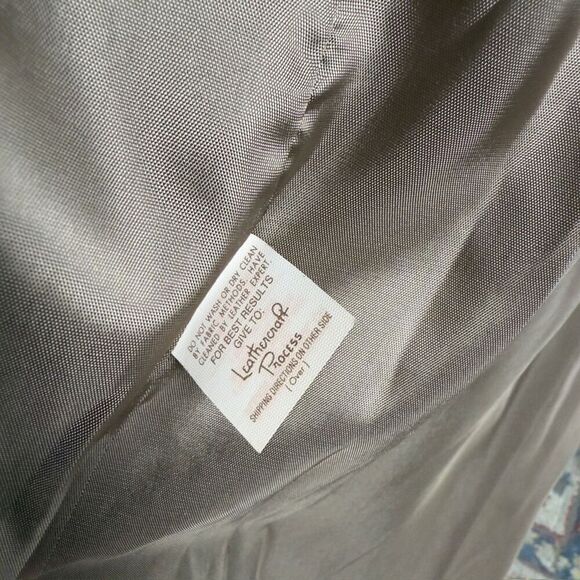 DO NOT WASH OR DRY CLEAN
BY FABRIC METHODS. HAVE
CLEANED BY LEATHER EXPERT.
FOR BEST RESULTS
GIVE TO:
Leathercraft
Process
SHIPPING DIRECTIONS ON OTHER SIDE
(Over)